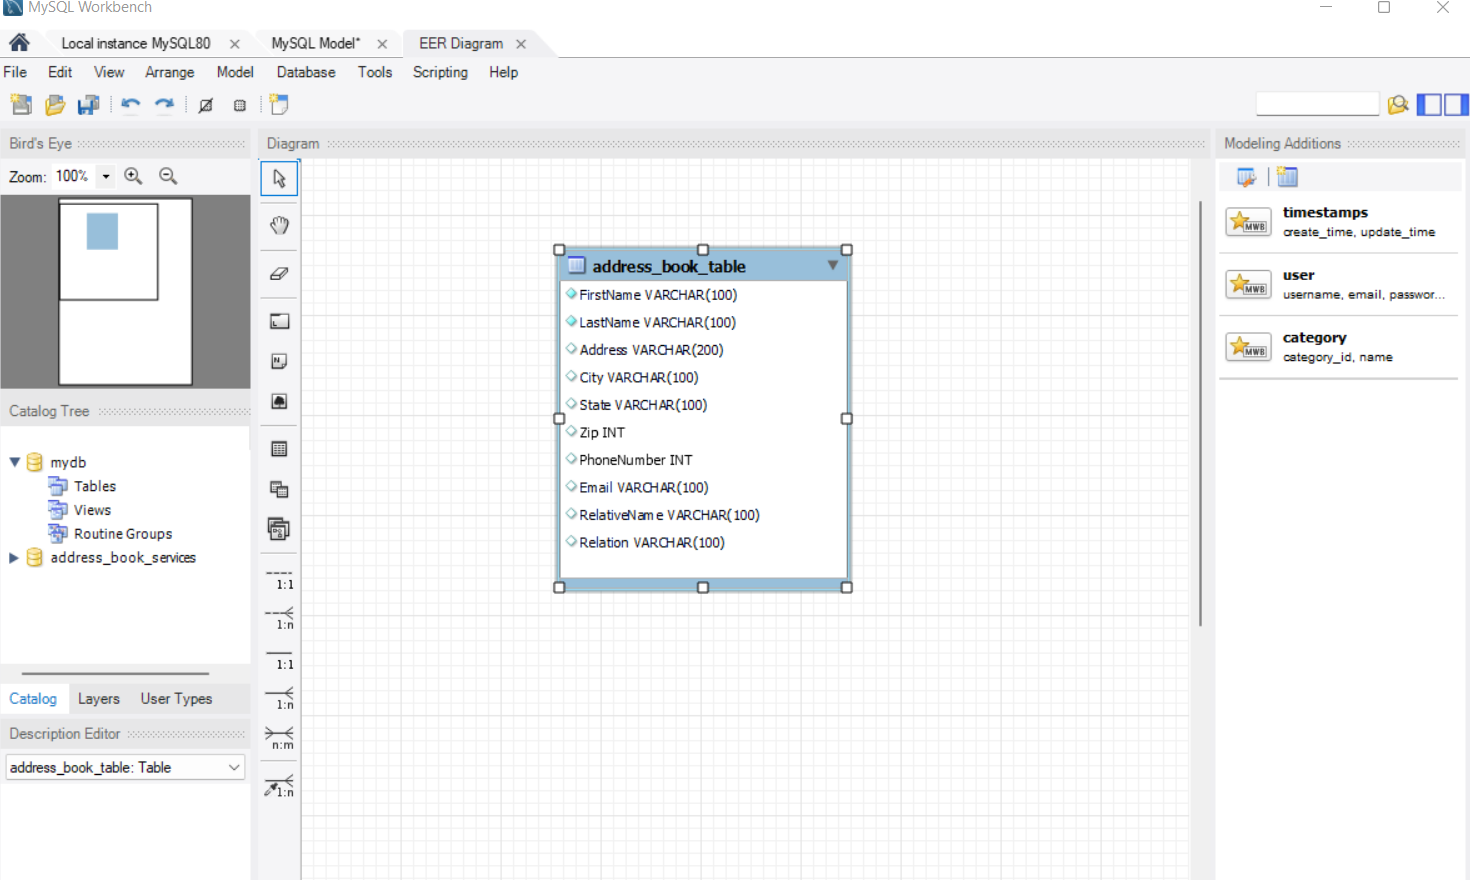 MySQL Workbench
Local instance MySQL80
MySQL Model*
EER Diagram
File Edit View Arrange Model Database Tools Scripting Help
Bird's Eye
Zoom: 100%
Catalog Tree
mydb
Tables
Views
Routine Groups
address_book_services
Catalog Layers User Types
Description Editor
address_book_table: Table
Diagram
1:1
1:n
1:1
1:n
n:m
1:n
address_book_table
FirstName VARCHAR(100)
LastName VARCHAR(100)
Address VARCHAR(200)
City VARCHAR(100)
State VARCHAR(100)
Zip INT
PhoneNumber INT
Email VARCHAR(100)
RelativeName VARCHAR(100)
Relation VARCHAR(100)
Modeling Additions
MWB
timestamps
create_time, update_time
MWB
user
username, email, passwor...
MWB
category
category_id, name